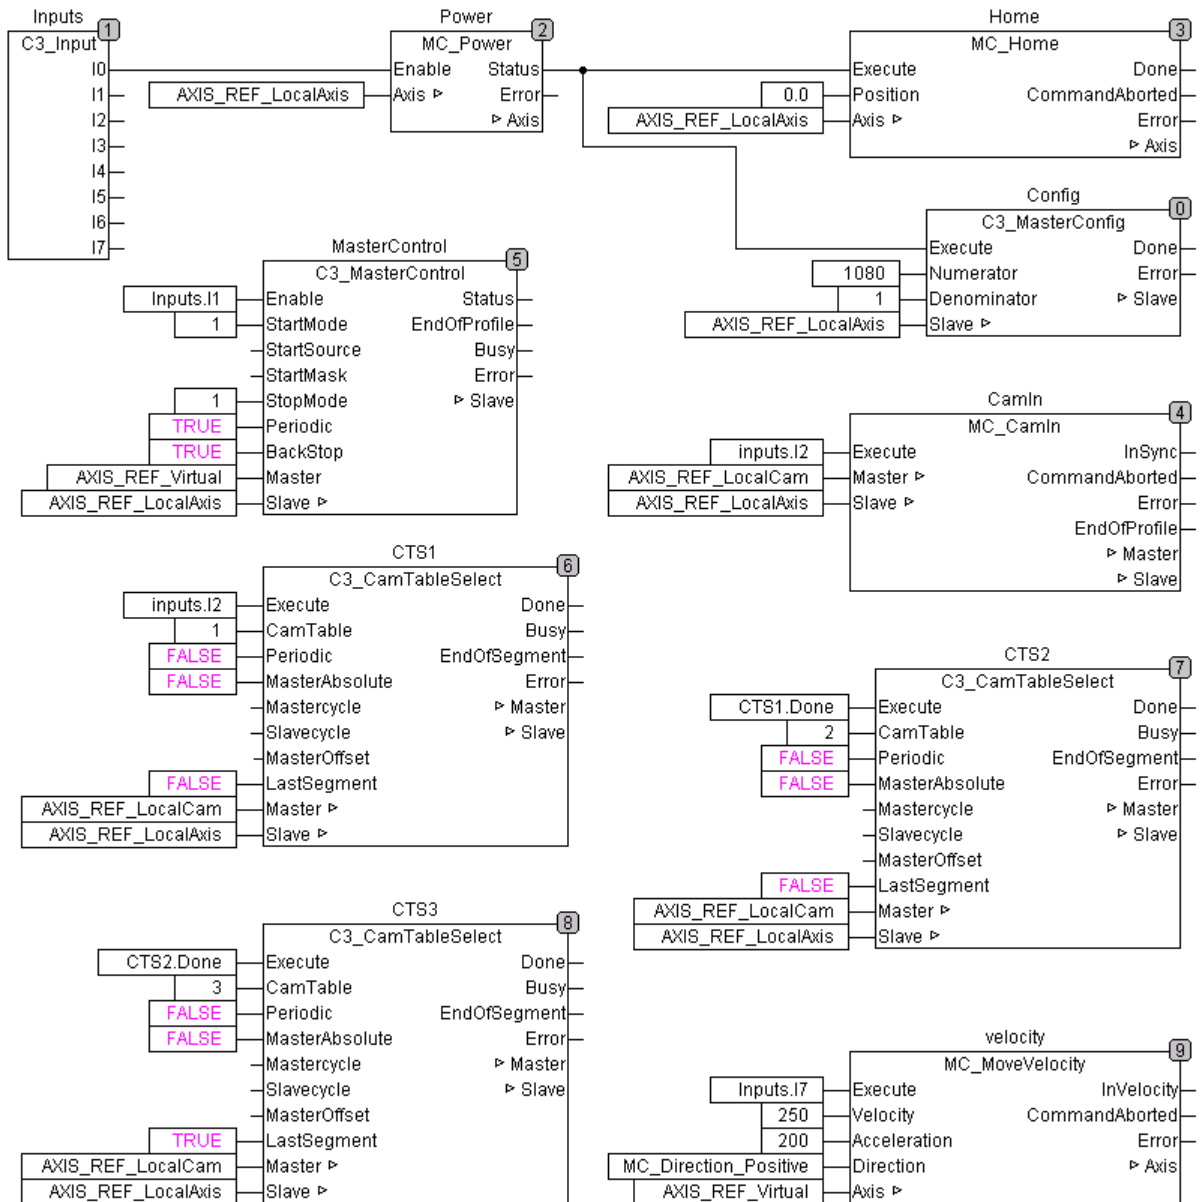 Inputs
1
C3_Input
I0
I1
I2
I3
I4
I5
I6
I7
Power
2
MC_Power
Enable Status
AXIS_REF_LocalAxis Axis Error
Axis
Home
3
MC_Home
Execute Done
0.0 Position CommandAborted
AXIS_REF_LocalAxis Axis Error
Axis
Config
0
C3_MasterConfig
Execute Done
1080 Numerator Error
1 Denominator Slave
AXIS_REF_LocalAxis Slave
MasterControl
5
C3_MasterControl
Inputs.I1 Enable Status
1 StartMode EndOfProfile
StartSource Busy
StartMask Error
1 StopMode Slave
TRUE Periodic
TRUE BackStop
AXIS_REF_Virtual Master
AXIS_REF_LocalAxis Slave
CamIn
4
MC_CamIn
inputs.I2 Execute InSync
AXIS_REF_LocalCam Master CommandAborted
AXIS_REF_LocalAxis Slave Error
EndOfProfile
Master
Slave
CTS1
6
C3_CamTableSelect
inputs.I2 Execute Done
1 CamTable Busy
FALSE Periodic EndOfSegment
FALSE MasterAbsolute Error
Mastercycle Master
Slavecycle Slave
MasterOffset
FALSE LastSegment
AXIS_REF_LocalCam Master
AXIS_REF_LocalAxis Slave
CTS2
7
C3_CamTableSelect
CTS1.Done Execute Done
2 CamTable Busy
FALSE Periodic EndOfSegment
FALSE MasterAbsolute Error
Mastercycle Master
Slavecycle Slave
MasterOffset
FALSE LastSegment
AXIS_REF_LocalCam Master
AXIS_REF_LocalAxis Slave
CTS3
8
C3_CamTableSelect
CTS2.Done Execute Done
3 CamTable Busy
FALSE Periodic EndOfSegment
FALSE MasterAbsolute Error
Mastercycle Master
Slavecycle Slave
MasterOffset
TRUE LastSegment
AXIS_REF_LocalCam Master
AXIS_REF_LocalAxis Slave
velocity
9
MC_MoveVelocity
Inputs.I7 Execute InVelocity
250 Velocity CommandAborted
200 Acceleration Error
MC_Direction_Positive Direction Axis
AXIS_REF_Virtual Axis